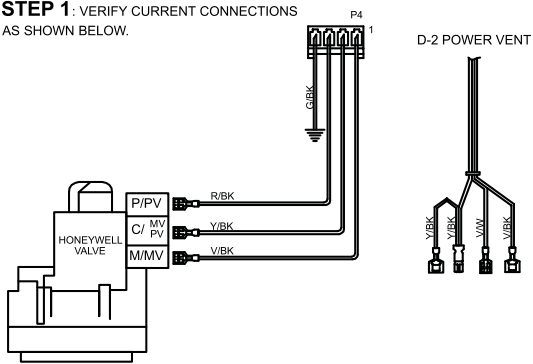 STEP 1: VERIFY CURRENT CONNECTIONS
AS SHOWN BELOW.
P4
1
D-2 POWER VENT
G/BK
P/PV
R/BK
C/ MV
PV
Y/BK
M/MV
V/BK
HONEYWELL
VALVE
Y/BK
Y/BK
V/W
V/BK